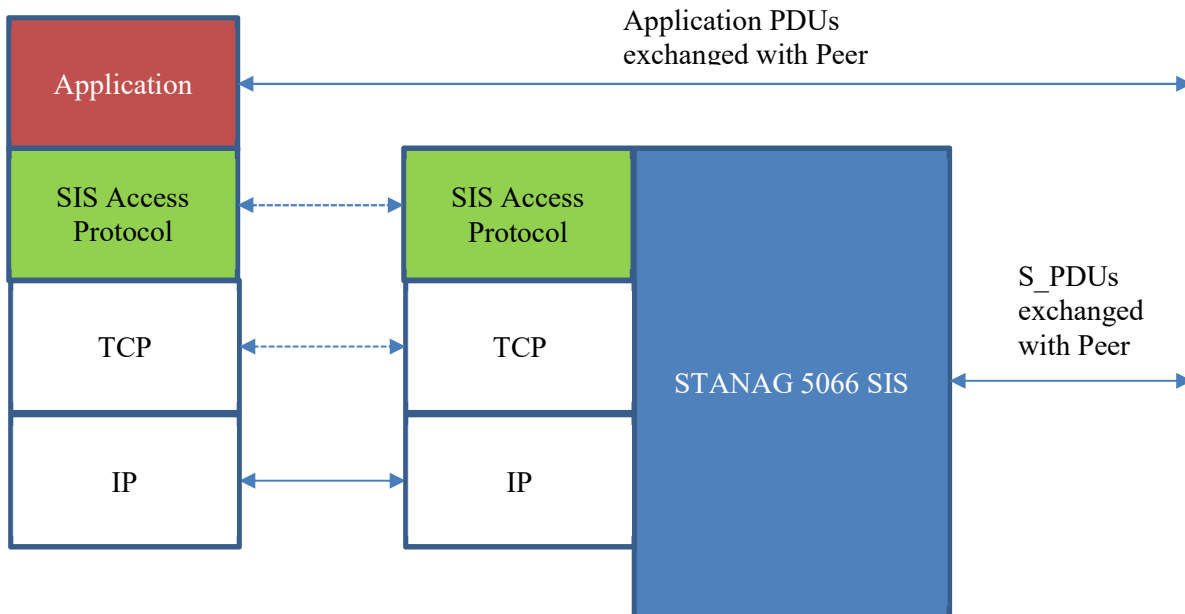 Application PDUs
exchanged with Peer
Application
SIS Access
Protocol
SIS Access
Protocol
S_PDUs
exchanged
with Peer
TCP
TCP
STANAG 5066 SIS
IP
IP